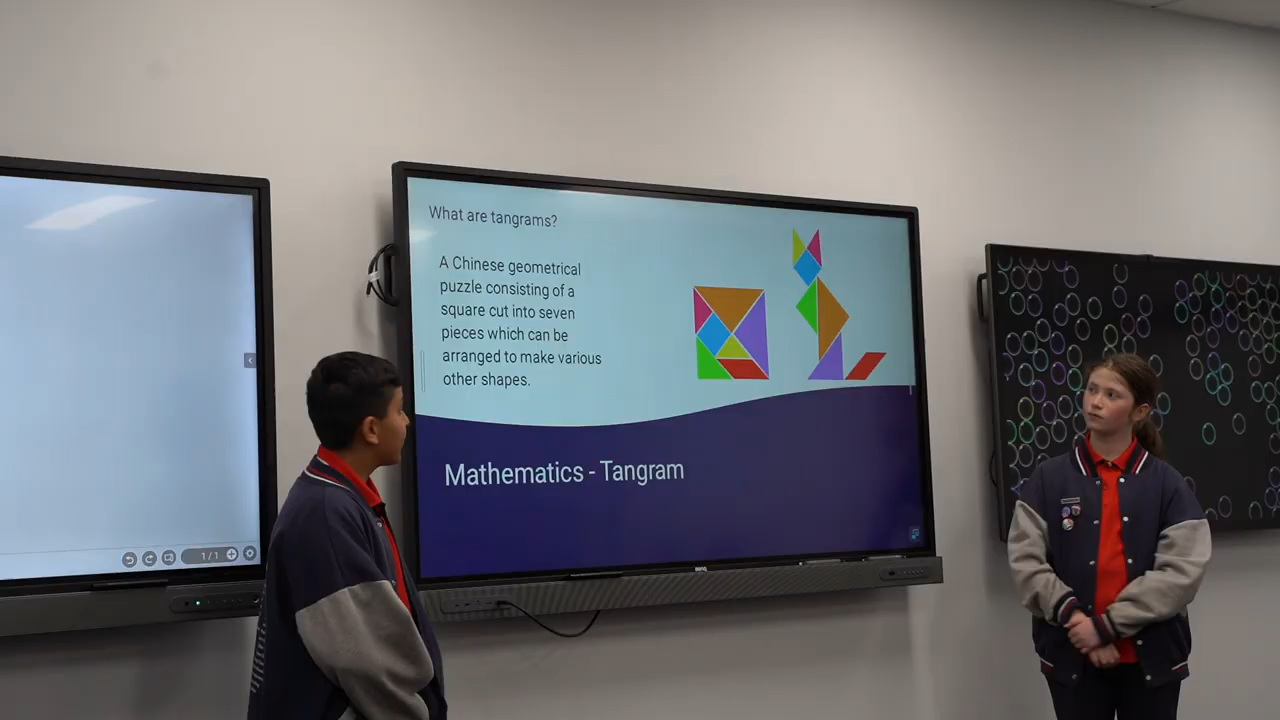 What are tangrams?
A Chinese geometrical
puzzle consisting of a
square cut into seven
pieces which can be
arranged to make various
other shapes.
Mathematics - Tangram
1/1
BenQ